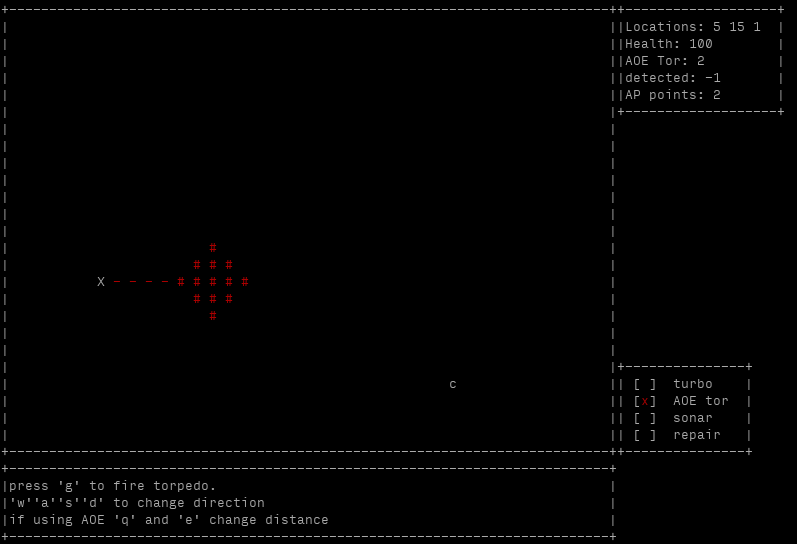 Locations: 5 15 1
Health: 100
AOE Tor: 2
detected: -1
AP points: 2
#
# # #
X - - - - # # # # #
# # #
#
c
[ ] turbo
[x] AOE tor
[ ] sonar
[ ] repair
press 'g' to fire torpedo.
'w''a''s''d' to change direction
if using AOE 'q' and 'e' change distance